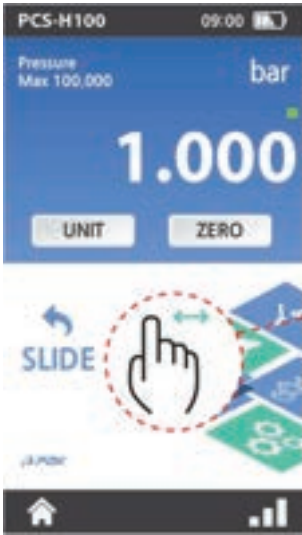 PCS-H100 09:00
Pressure
Max 100,000
bar
1.000
UNIT ZERO
SLIDE